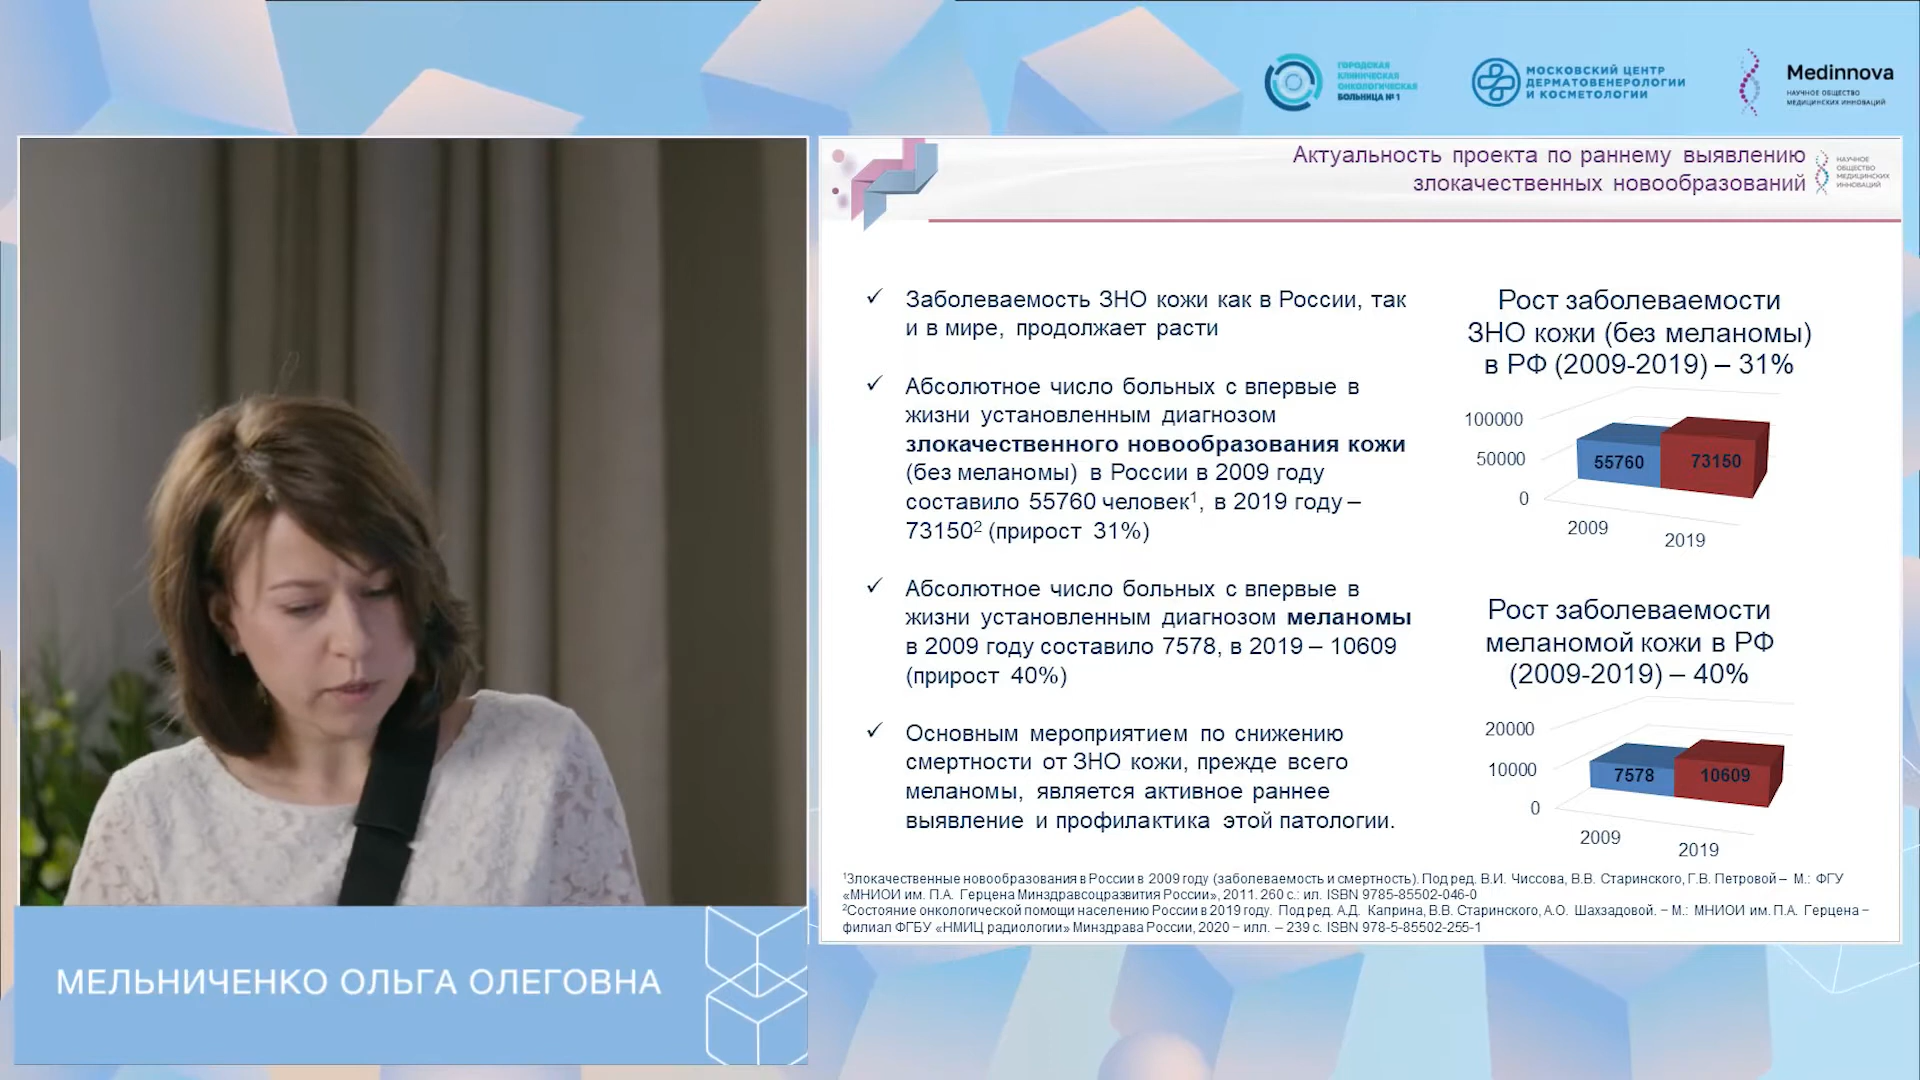 ГОРОДСКАЯ
КЛИНИЧЕСКАЯ
ОНКОЛОГИЧЕСКАЯ
БОЛЬНИЦА №1
МОСКОВСКИЙ ЦЕНТР
ДЕРМАТОВЕНЕРОЛОГИИ
И КОСМЕТОЛОГИИ
Medinnova
НАУЧНОЕ ОБЩЕСТВО
МЕДИЦИНСКИХ ИННОВАЦИЙ
Актуальность проекта по раннему выявлению
злокачественных новообразований
НАУЧНОЕ
ОБЩЕСТВО
МЕДИЦИНСКИХ
ИННОВАЦИЙ
✓ Заболеваемость ЗНО кожи как в России, так
и в мире, продолжает расти
✓ Абсолютное число больных с впервые в
жизни установленным диагнозом
злокачественного новообразования кожи
(без меланомы) в России в 2009 году
составило 55760 человек¹, в 2019 году –
73150² (прирост 31%)
✓ Абсолютное число больных с впервые в
жизни установленным диагнозом меланомы
в 2009 году составило 7578, в 2019 – 10609
(прирост 40%)
✓ Основным мероприятием по снижению
смертности от ЗНО кожи, прежде всего
меланомы, является активное раннее
выявление и профилактика этой патологии.
Рост заболеваемости
ЗНО кожи (без меланомы)
в РФ (2009-2019) – 31%
100000
50000
0
55760
73150
2009
2019
Рост заболеваемости
меланомой кожи в РФ
(2009-2019) – 40%
20000
10000
0
7578
10609
2009
2019
¹Злокачественные новообразования в России в 2009 году (заболеваемость и смертность). Под ред. В.И. Чиссова, В.В. Старинского, Г.В. Петровой – М.: ФГУ
«МНИОИ им. П.А. Герцена Минздравсоцразвития России», 2011. 260 с.: ил. ISBN 9785-85502-046-0
²Состояние онкологической помощи населению России в 2019 году. Под ред. А.Д. Каприна, В.В. Старинского, А.О. Шахзадовой. – М.: МНИОИ им. П.А. Герцена –
филиал ФГБУ «НМИЦ радиологии» Минздрава России, 2020 – илл. – 239 с. ISBN 978-5-85502-255-1
МЕЛЬНИЧЕНКО ОЛЬГА ОЛЕГОВНА